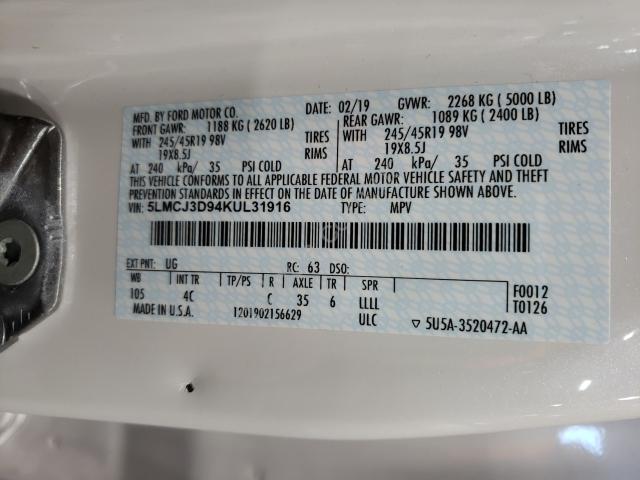 MFD. BY FORD MOTOR CO. DATE: 02/19 GVWR: 2268 KG ( 5000 LB)
FRONT GAWR: 1188 KG ( 2620 LB) REAR GAWR: 1089 KG ( 2400 LB)
WITH 245/45R19 98V TIRES WITH 245/45R19 98V TIRES
19X8.5J RIMS 19X8.5J RIMS
AT 240 kPa/ 35 PSI COLD AT 240 kPa/ 35 PSI COLD
THIS VEHICLE CONFORMS TO ALL APPLICABLE FEDERAL MOTOR VEHICLE SAFETY AND THEFT
PREVENTION STANDARDS IN EFFECT ON THE DATE OF MANUFACTURE SHOWN ABOVE.
VIN: 5LMCJ3D94KUL31916 TYPE: MPV
EXT PNT: UG RC: 63 DSO:
WB INT TR TP/PS R AXLE TR SPR F0012
105 4C C 35 6 LLLL T0126
MADE IN U.S.A. 1201902156629 ULC ▽ 5U5A-3520472-AA